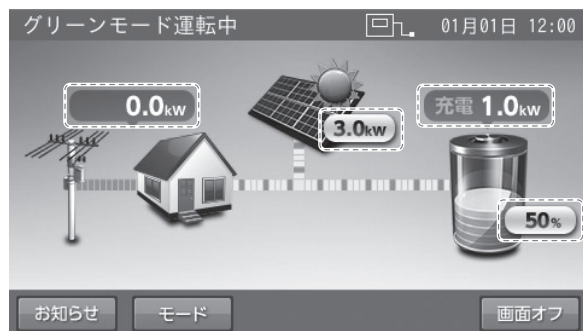 グリーンモード運転中 01月01日 12:00
0.0kw
3.0kw
充電 1.0kw
50%
お知らせ モード 画面オフ